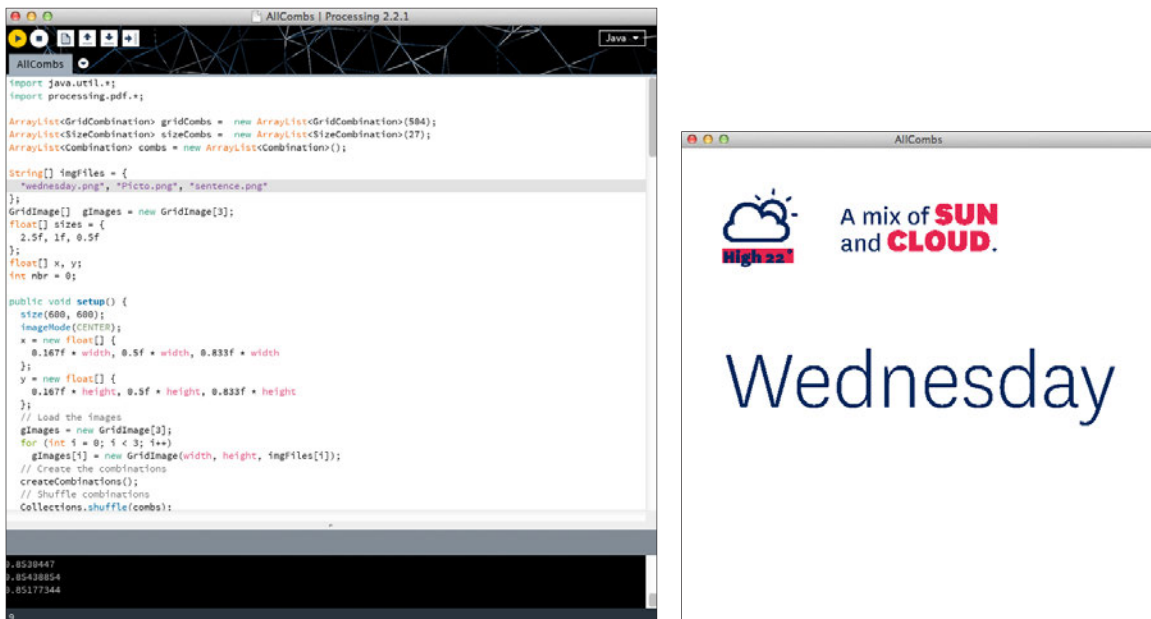 AllCombs | Processing 2.2.1
Java
AllCombs
import java.util.*;
import processing.pdf.*;
ArrayList<GridCombination> gridCombs =  new ArrayList<GridCombination>(504);
ArrayList<SizeCombination> sizeCombs =  new ArrayList<SizeCombination>(27);
ArrayList<Combination> combs = new ArrayList<Combination>();
String[] imgFiles = {
"wednesday.png", "Picto.png", "sentence.png"
};
GridImage[]  gImages = new GridImage[3];
float[] sizes = {
2.5f, 1f, 0.5f
};
float[] x, y;
int nbr = 0;
public void setup() {
size(600, 600);
imageMode(CENTER);
x = new float[] {
0.167f * width, 0.5f * width, 0.833f * width
};
y = new float[] {
0.167f * height, 0.5f * height, 0.833f * height
};
// Load the images
gImages = new GridImage[3];
for (int i = 0; i < 3; i++)
gImages[i] = new GridImage(width, height, imgFiles[i]);
// Create the combinations
createCombinations();
// Shuffle combinations
Collections.shuffle(combs);
.8530447
.85438854
.85177344
9
AllCombs
High 22°
A mix of SUN
and CLOUD.
Wednesday